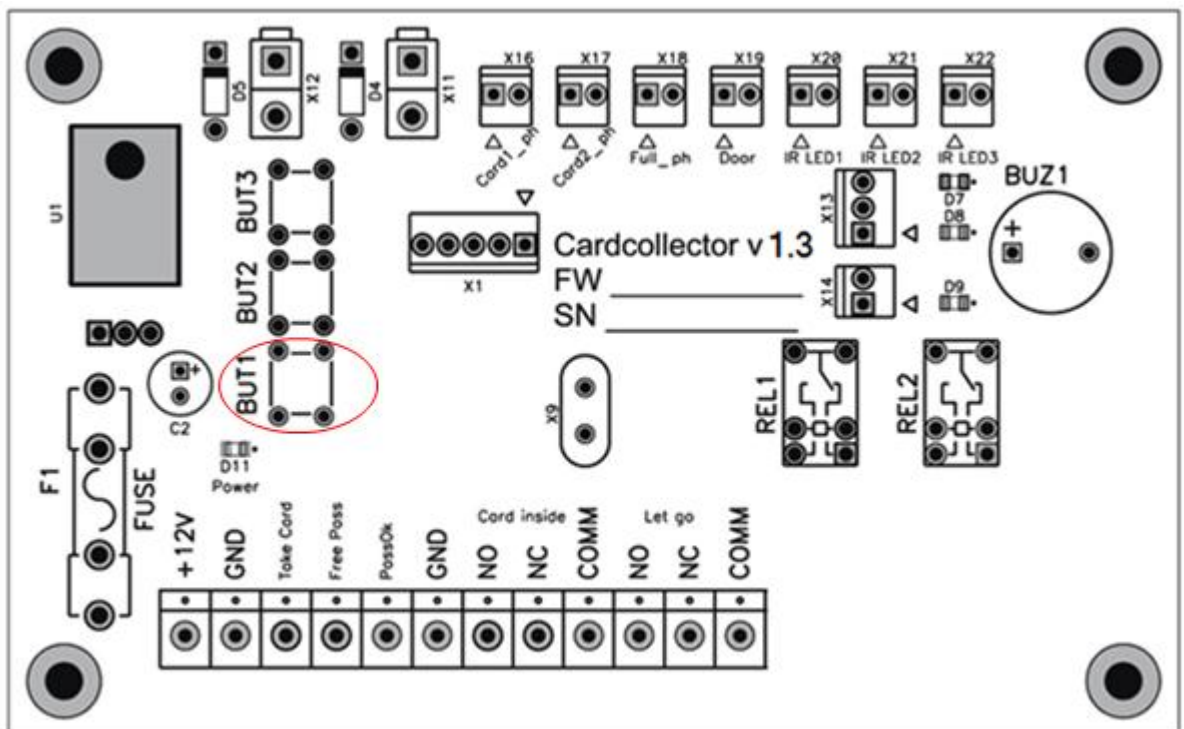 X16
X17
X18
X19
X20
X21
X22
D5
X12
D4
X11
Card1_ph
Card2_ph
Full_ph
Door
IR LED1
IR LED2
IR LED3
U1
BUT3
BUT2
BUT1
X1
Cardcollector v 1.3
FW
SN
X13
D7
D8
BUZ1
+
X14
D9
+
C2
X9
REL1
REL2
D11
Power
F1
FUSE
Card inside
Let go
+12V
GND
Take Card
Free Pass
PassOk
GND
NO
NC
COMM
NO
NC
COMM